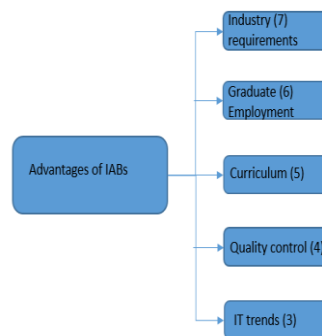 Industry (7)
requirements
Graduate (6)
Employment
Advantages of IABs
Curriculum (5)
Quality control (4)
IT trends (3)